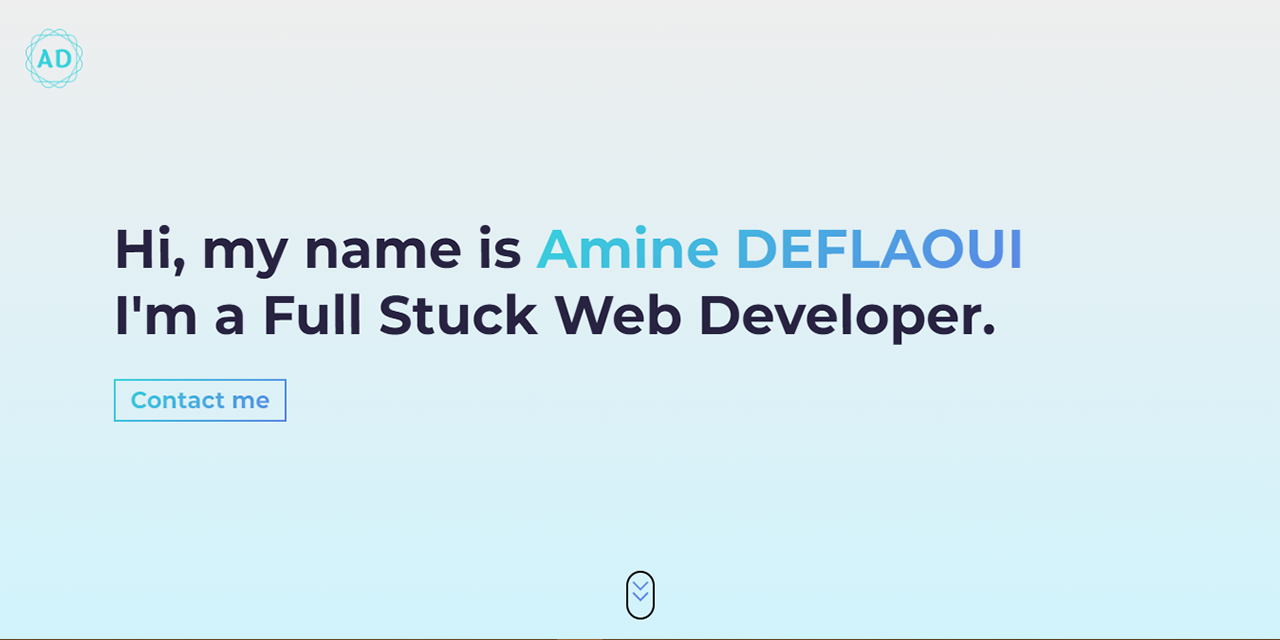 AD
Hi, my name is Amine DEFLAOUI
I'm a Full Stuck Web Developer.
Contact me